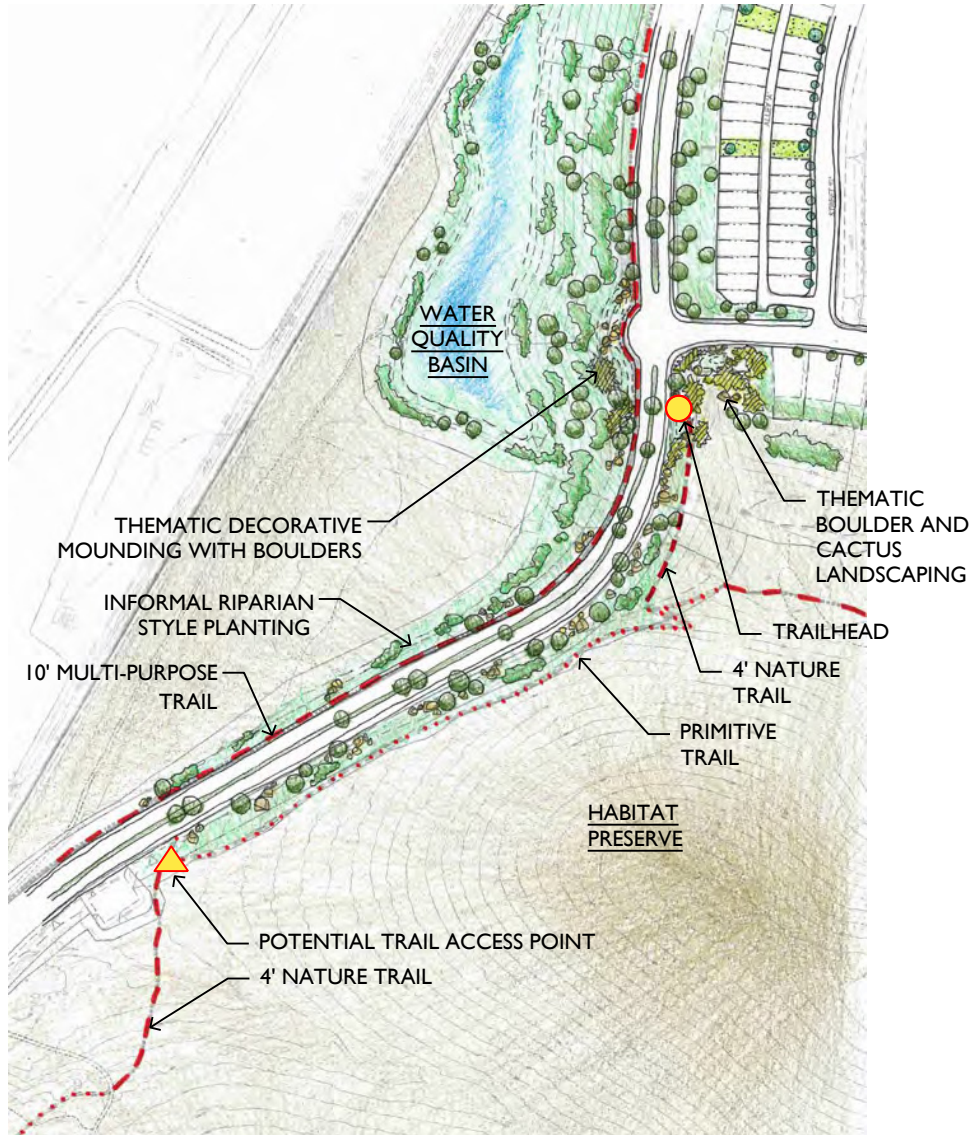 ALLEY 'A'
WATER
QUALITY
BASIN
THEMATIC DECORATIVE
MOUNDING WITH BOULDERS
THEMATIC
BOULDER AND
CACTUS
LANDSCAPING
INFORMAL RIPARIAN
STYLE PLANTING
TRAILHEAD
10' MULTI-PURPOSE
TRAIL
4' NATURE
TRAIL
PRIMITIVE
TRAIL
HABITAT
PRESERVE
POTENTIAL TRAIL ACCESS POINT
4' NATURE TRAIL